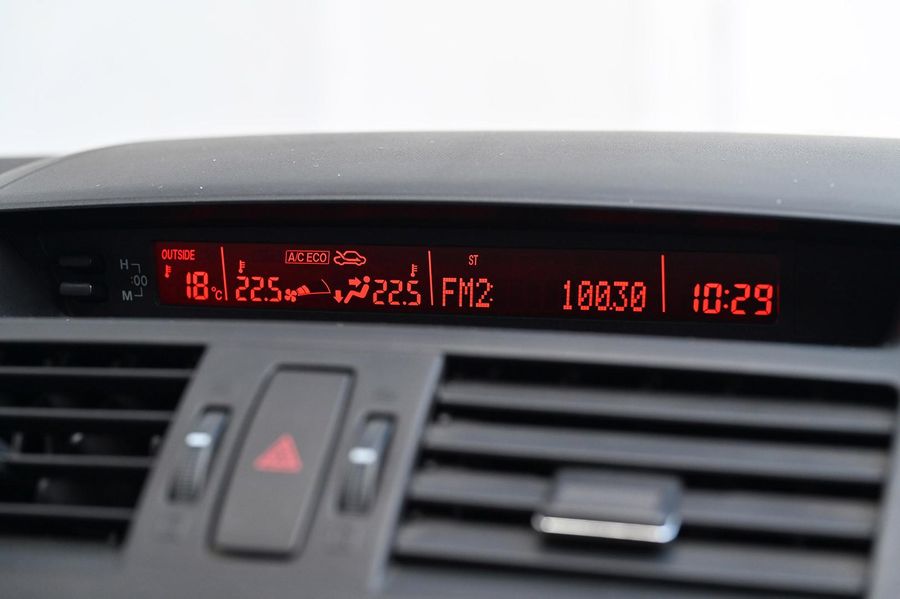 OUTSIDE A/C ECO ST
18°C 22.5 22.5 FM2 100.30 10:29
H
:00
M